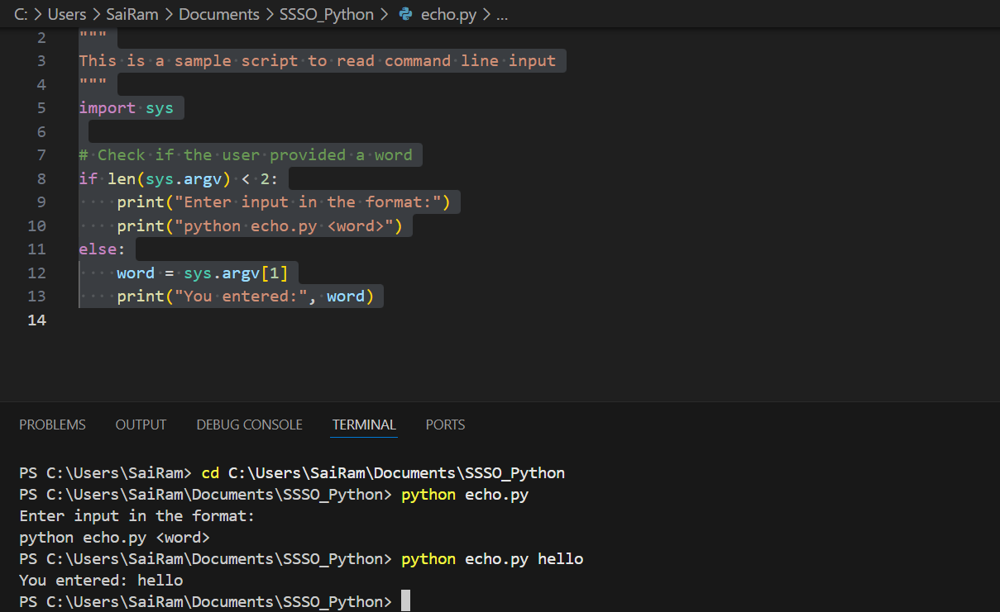 C: > Users > SaiRam > Documents > SSSO_Python > echo.py > ...
2 """
3 This is a sample script to read command line input
4 """
5 import sys
6
7 # Check if the user provided a word
8 if len(sys.argv) < 2:
9     print("Enter input in the format:")
10     print("python echo.py <word>")
11 else:
12     word = sys.argv[1]
13     print("You entered:", word)
14
PROBLEMS OUTPUT DEBUG CONSOLE TERMINAL PORTS
PS C:\Users\SaiRam> cd C:\Users\SaiRam\Documents\SSSO_Python
PS C:\Users\SaiRam\Documents\SSSO_Python> python echo.py
Enter input in the format:
python echo.py <word>
PS C:\Users\SaiRam\Documents\SSSO_Python> python echo.py hello
You entered: hello
PS C:\Users\SaiRam\Documents\SSSO_Python>